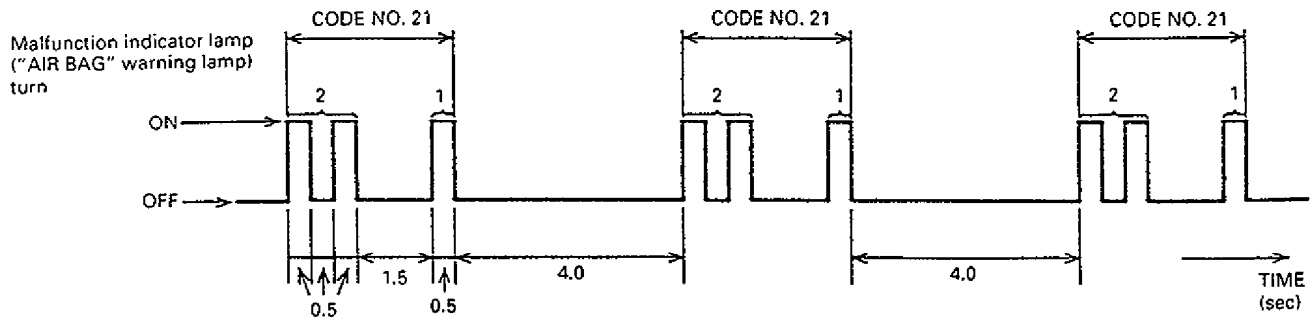 CODE NO. 21 CODE NO. 21 CODE NO. 21
Malfunction indicator lamp
("AIR BAG" warning lamp)
turn
2 1 2 1 2 1
ON
OFF
1.5 4.0 4.0
0.5 0.5
TIME
(sec)